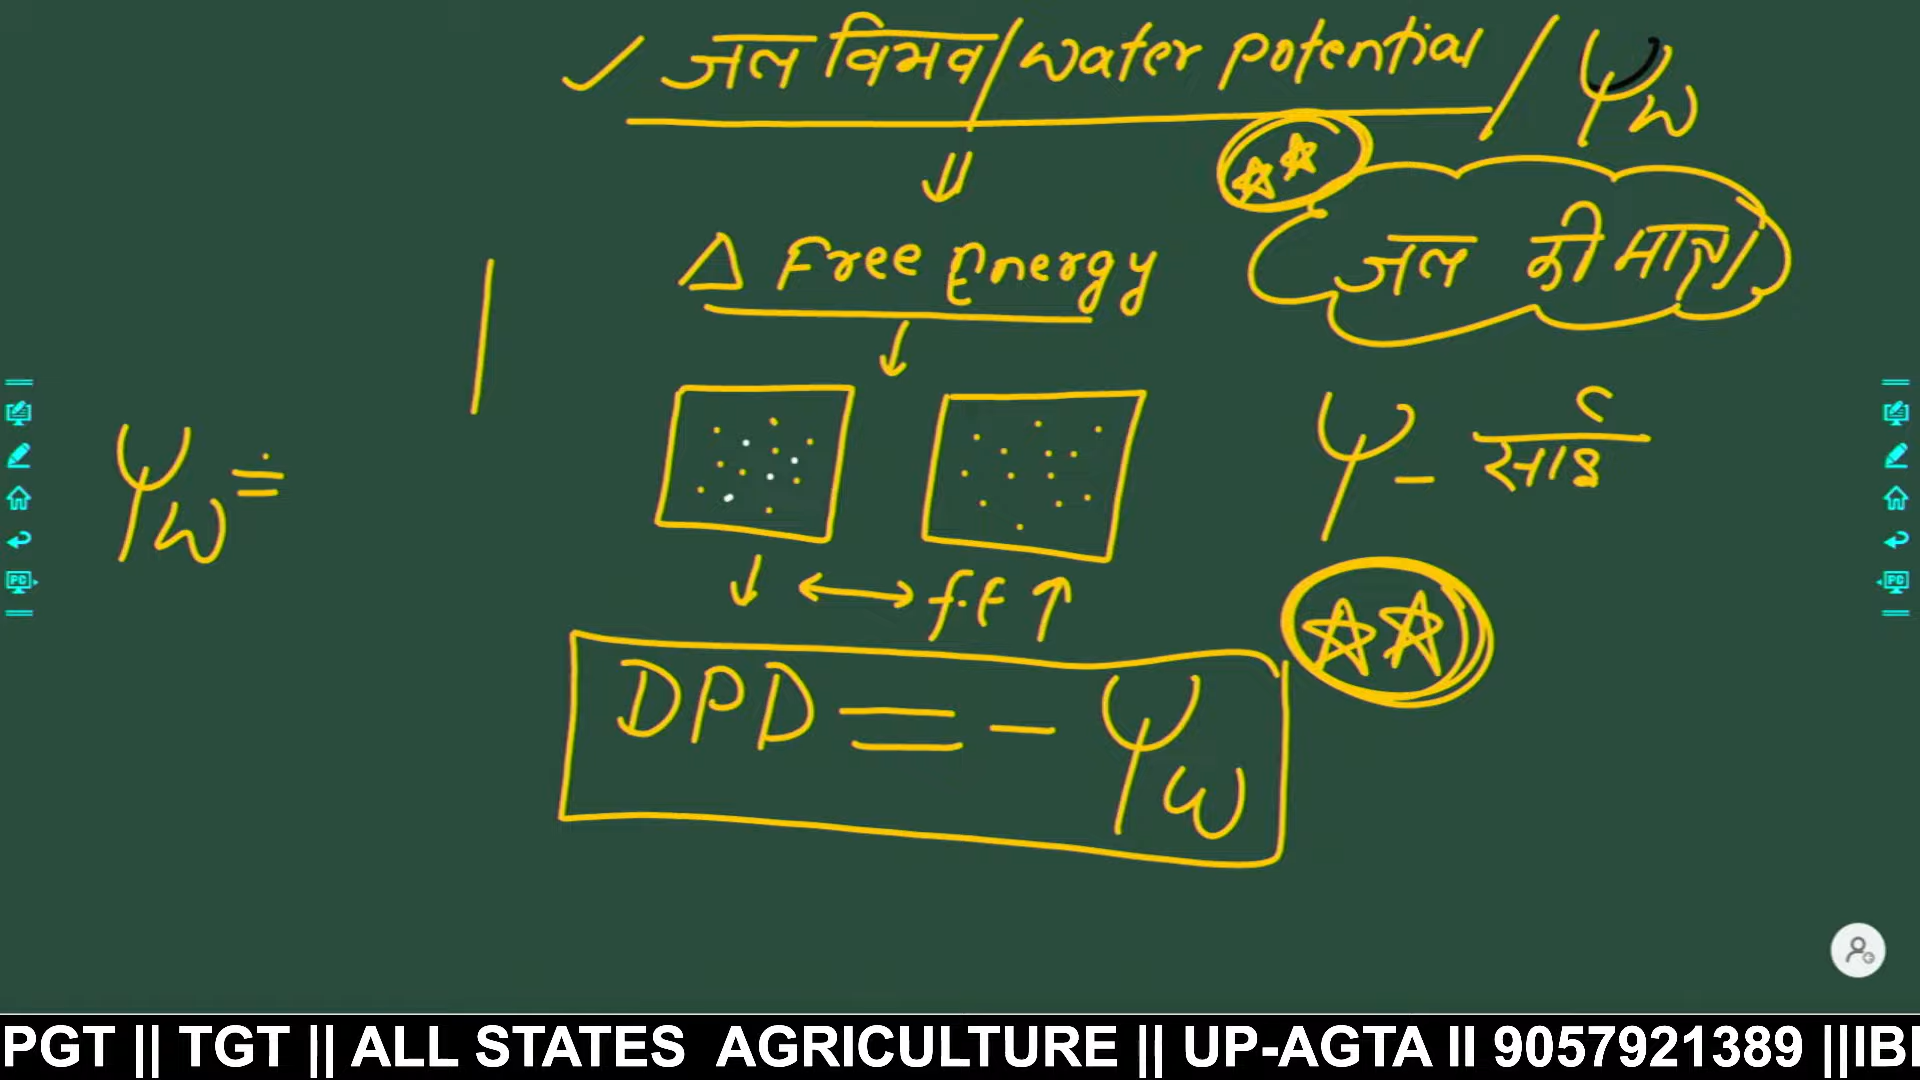 ✓ जल विभव/water potential / Ψw
⇓
Δ Free Energy
जल की मात्रा
Ψw =
Ψ - साइ
↔ f.E ↑
DPD = - Ψw
PGT || TGT || ALL STATES AGRICULTURE || UP-AGTA II 9057921389 ||IBI